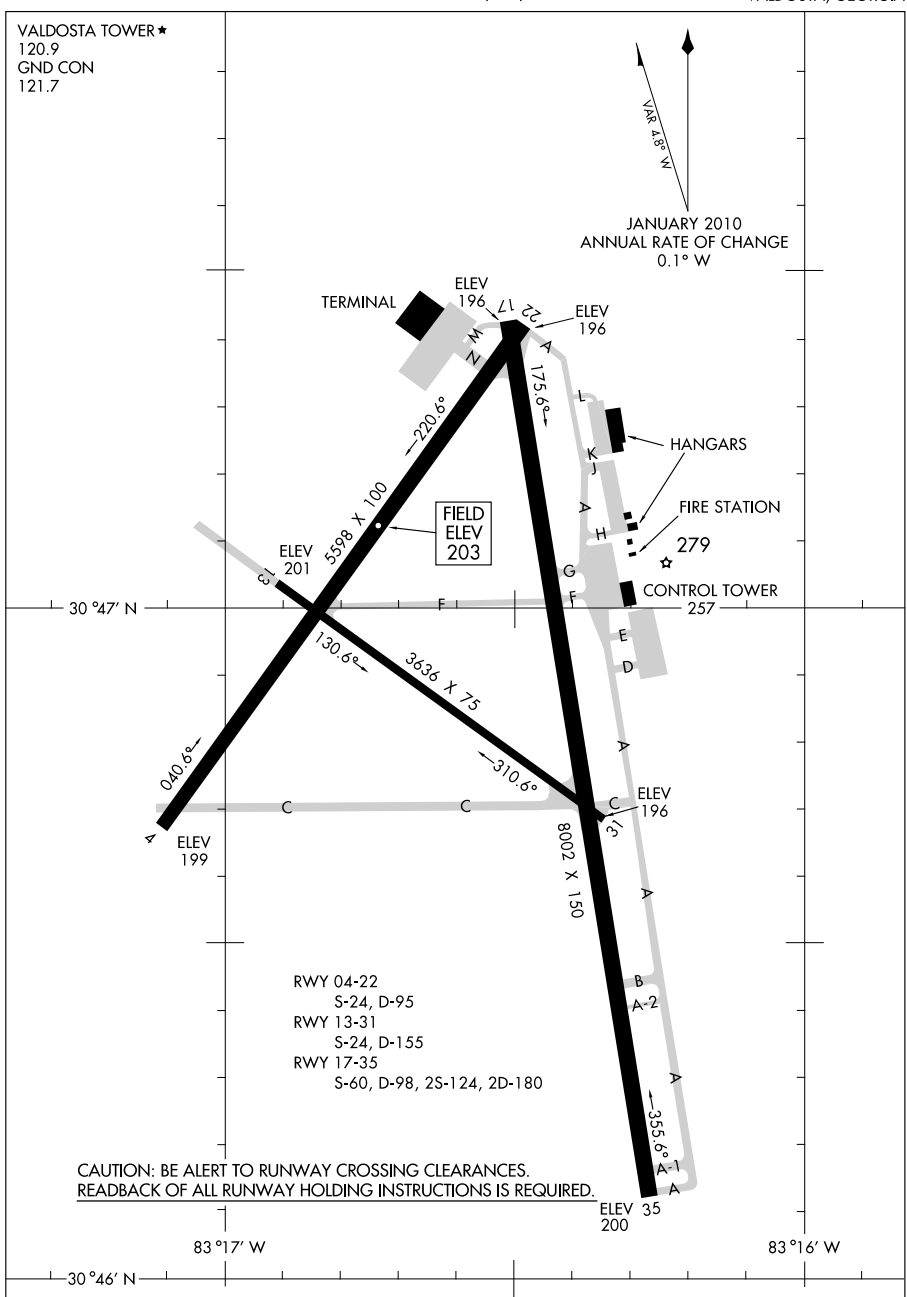 VALDOSTA, GEORGIA
VALDOSTA TOWER★
120.9
GND CON
121.7
VAR 4.8° W
JANUARY 2010
ANNUAL RATE OF CHANGE
0.1° W
TERMINAL
ELEV
196
17
22
ELEV
196
W
N
A
175.6°
L
220.6°
HANGARS
K
J
5598 X 100
FIELD
ELEV
203
A
H
FIRE STATION
279
ELEV
201
13
G
F
F
CONTROL TOWER
257
30°47' N
E
D
130.6°
3636 X 75
A
040.6°
310.6°
C
C
C
ELEV
196
31
4
ELEV
199
8002 X 150
A
B
A-2
RWY 04-22
S-24, D-95
RWY 13-31
S-24, D-155
RWY 17-35
S-60, D-98, 2S-124, 2D-180
A
355.6°
A-1
A
CAUTION: BE ALERT TO RUNWAY CROSSING CLEARANCES.
READBACK OF ALL RUNWAY HOLDING INSTRUCTIONS IS REQUIRED.
ELEV
200
35
83°17' W
83°16' W
30°46' N